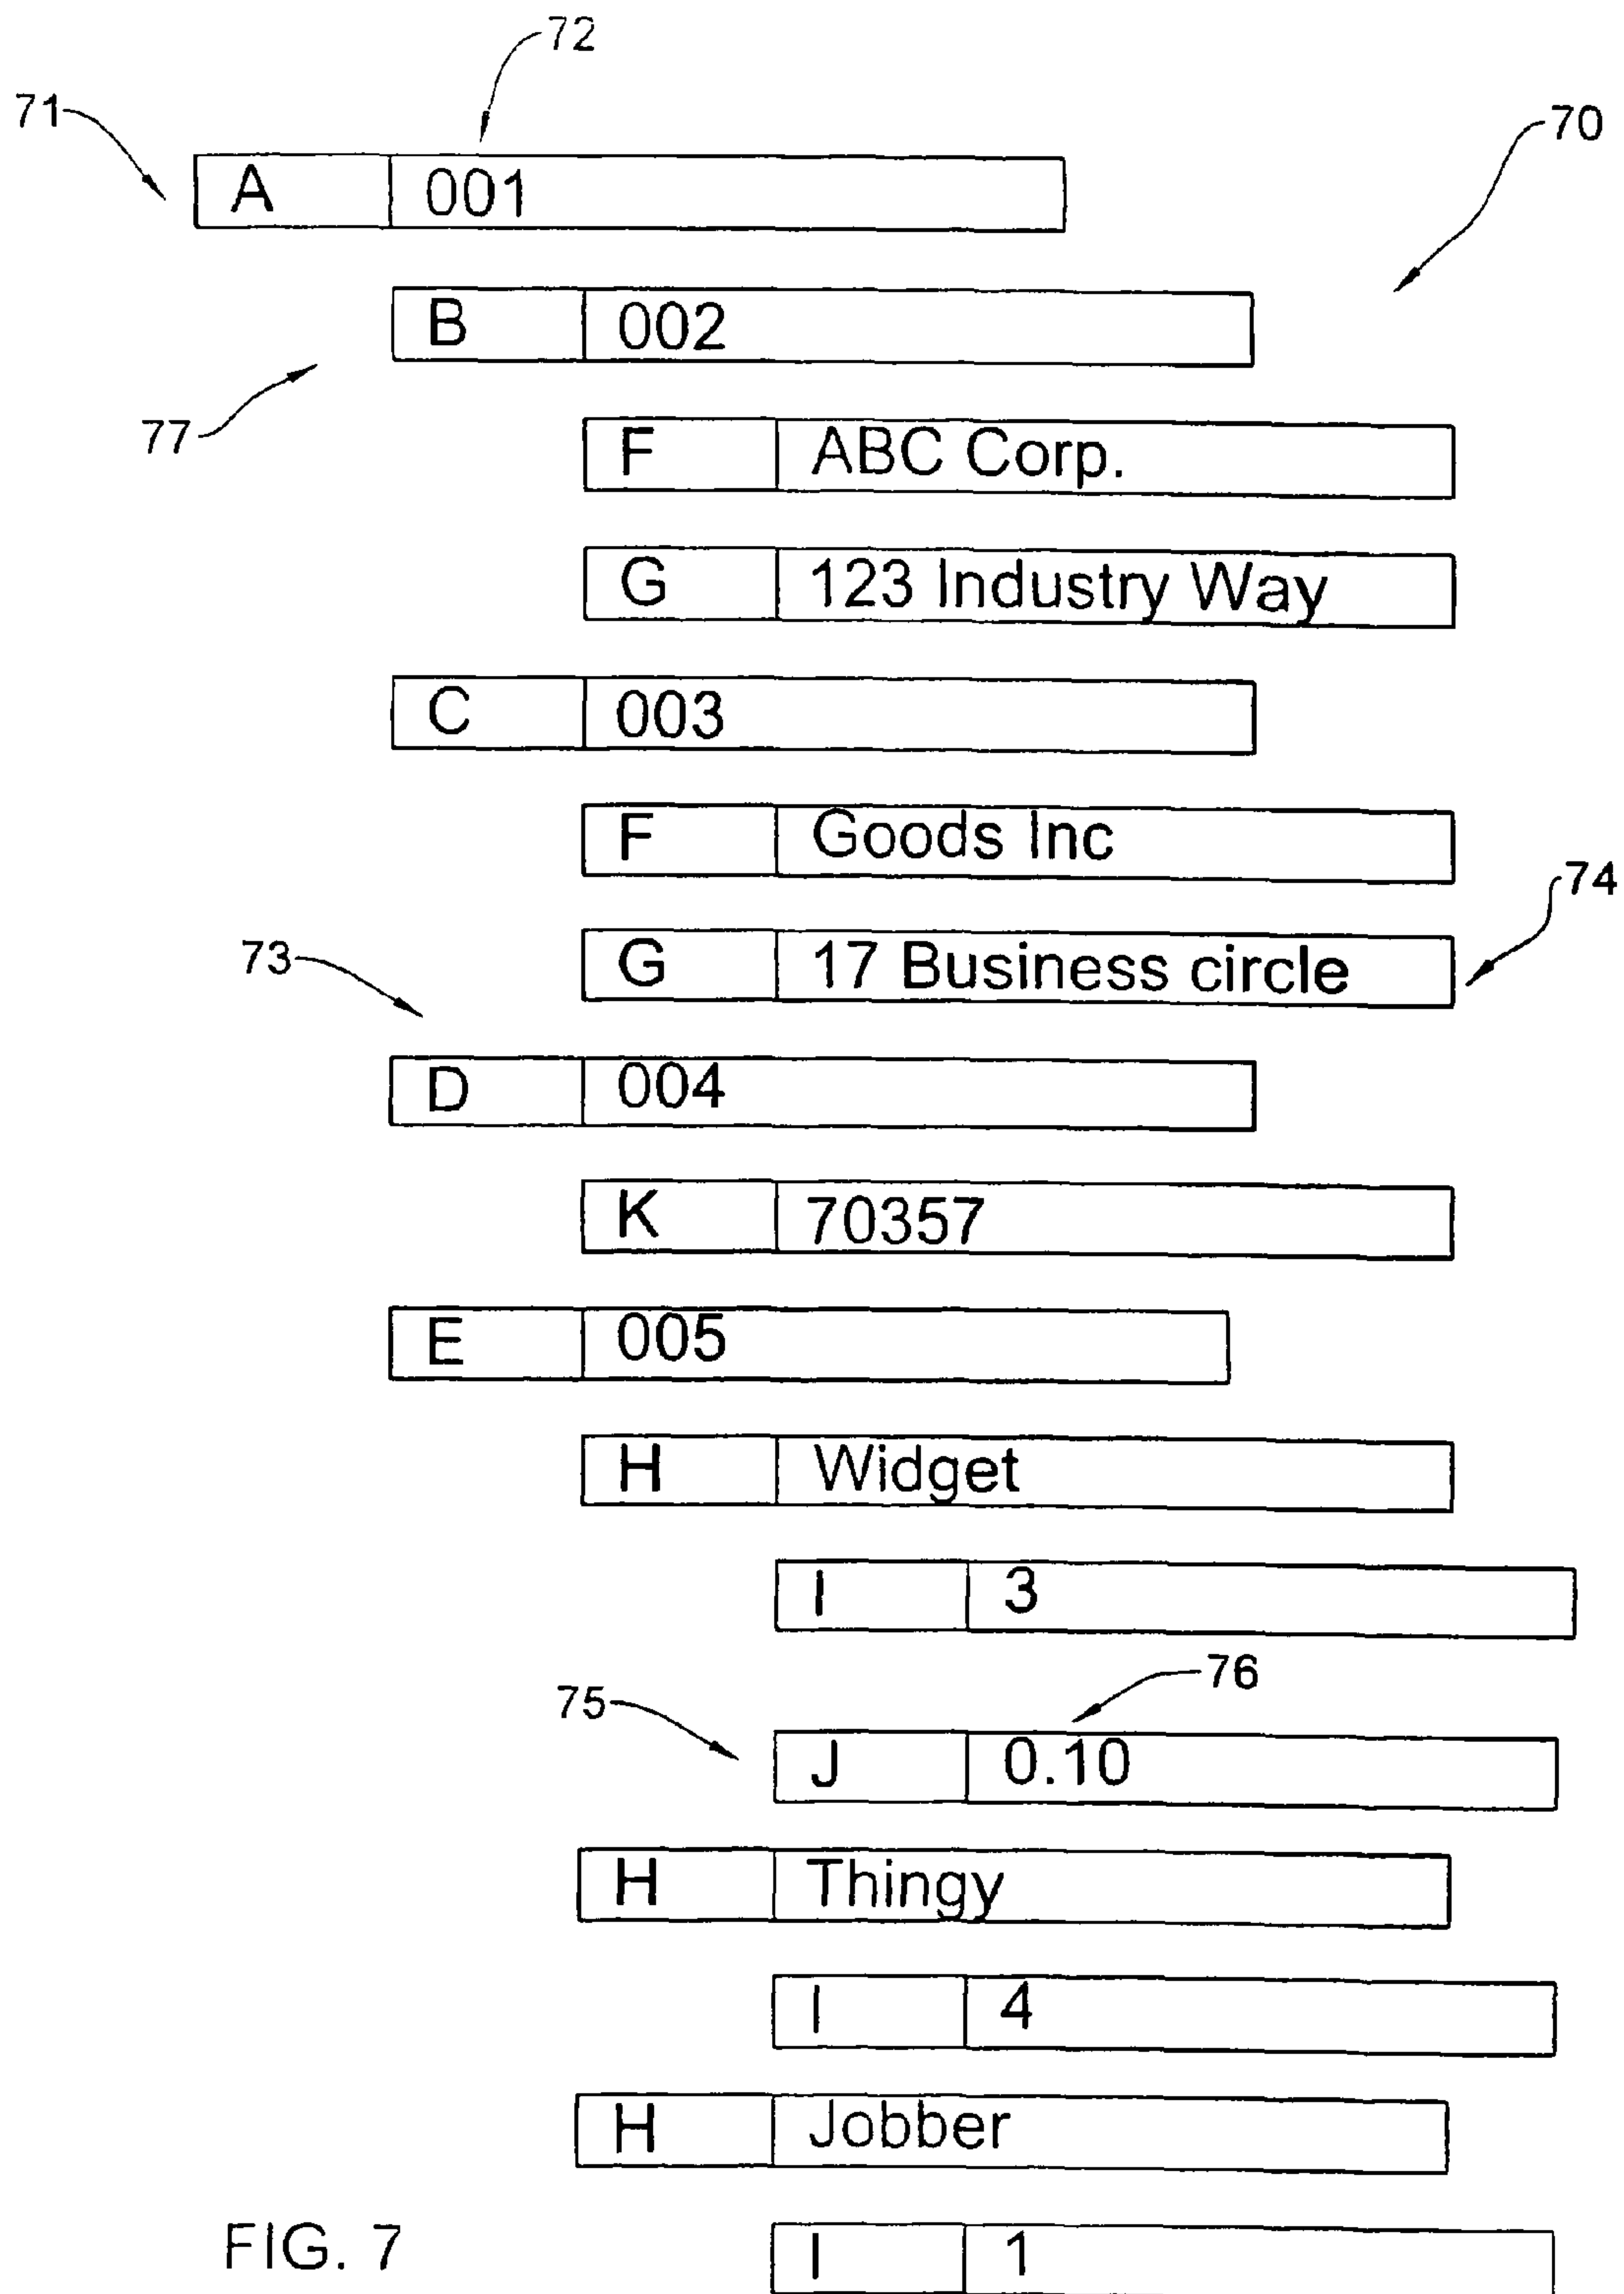 72
71
70
A 001
B 002
77
F ABC Corp.
G 123 Industry Way
C 003
F Goods Inc
74
73
G 17 Business circle
D 004
K 70357
E 005
H Widget
I 3
76
75
J 0.10
H Thingy
I 4
H Jobber
I 1
FIG. 7